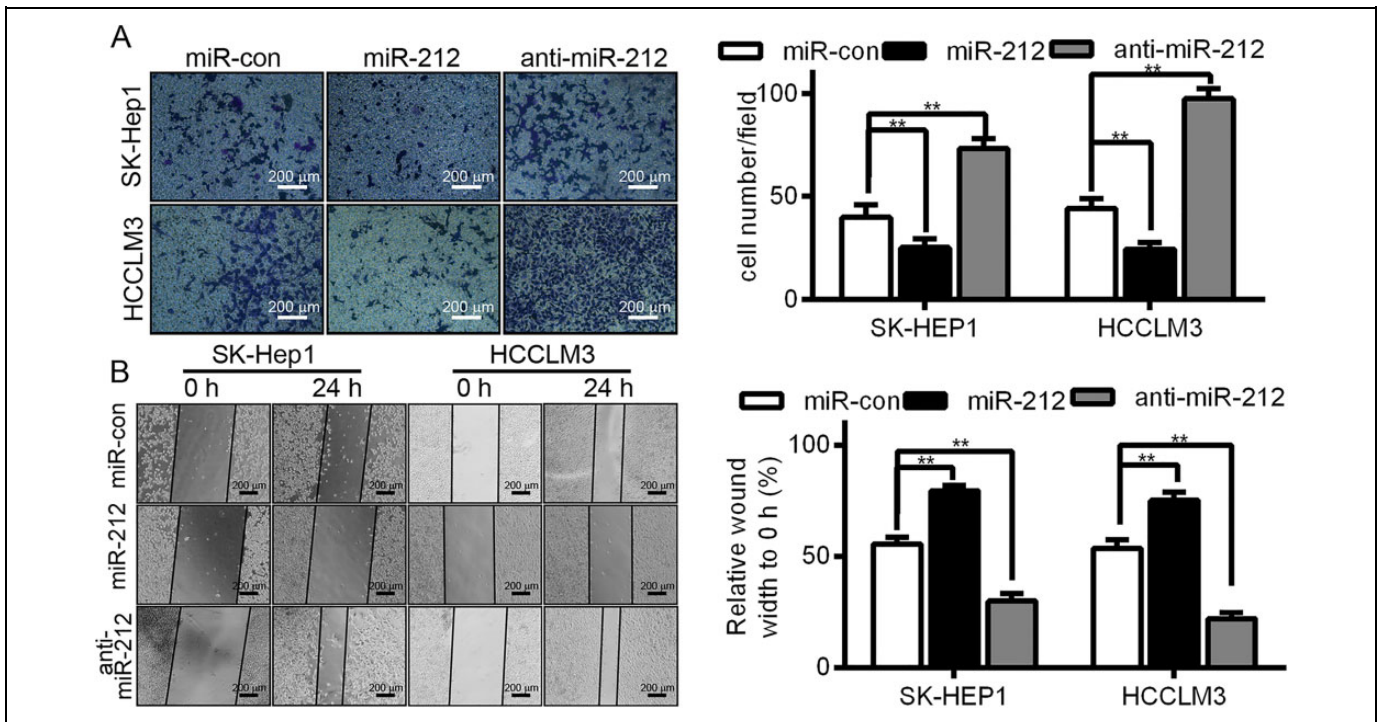 A
miR-con miR-212 anti-miR-212
SK-Hep1
200 µm 200 µm 200 µm
HCCLM3
200 µm 200 µm 200 µm
miR-con miR-212 anti-miR-212
cell number/field
100
50
0
** ** ** **
SK-HEP1 HCCLM3
B
SK-Hep1 HCCLM3
0 h 24 h 0 h 24 h
miR-con
200 µm 200 µm 200 µm 200 µm
miR-212
200 µm 200 µm 200 µm 200 µm
anti-
miR-212
200 µm 200 µm 200 µm 200 µm
miR-con miR-212 anti-miR-212
Relative wound
width to 0 h (%)
100
50
0
** ** ** **
SK-HEP1 HCCLM3